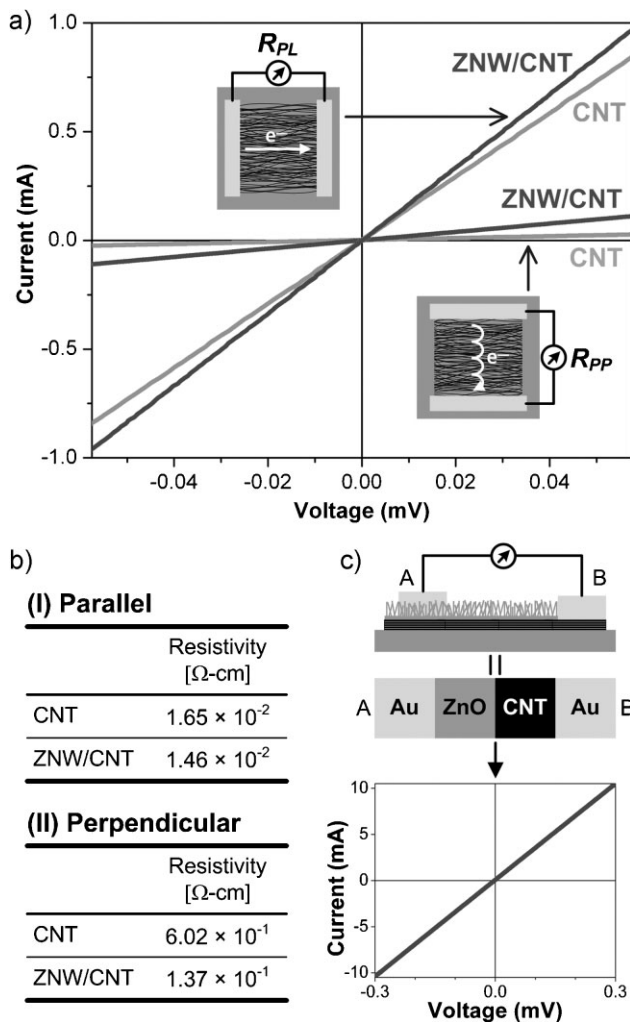 a)
1.0
0.5
0.0
-0.5
-1.0
Current (mA)
R_PL
e⁻
ZNW/CNT
CNT
ZNW/CNT
CNT
e⁻
R_PP
-0.04 -0.02 0.00 0.02 0.04
Voltage (mV)
b)
(I) Parallel
Resistivity
[Ω-cm]
CNT 1.65 × 10⁻²
ZNW/CNT 1.46 × 10⁻²
(II) Perpendicular
Resistivity
[Ω-cm]
CNT 6.02 × 10⁻¹
ZNW/CNT 1.37 × 10⁻¹
c)
A B
A Au ZnO CNT Au B
10
5
0
-5
-10
Current (mA)
-0.3 0.0 0.3
Voltage (mV)